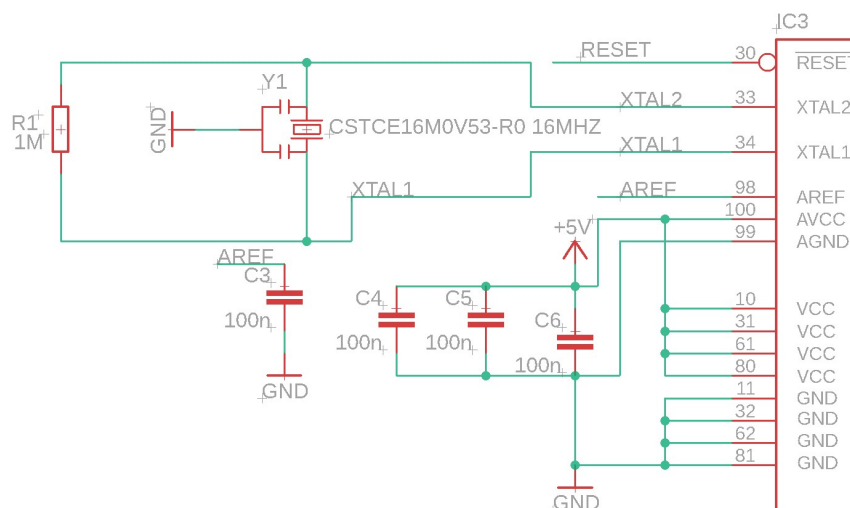 IC3
RESET
30
RESET
Y1
XTAL2
33
XTAL2
R1
1M
GND
CSTCE16M0V53-R0 16MHZ
XTAL1
34
XTAL1
XTAL1
AREF
98
AREF
100
AVCC
+5V
99
AGND
AREF
C3
100n
C4
100n
C5
100n
C6
100n
10
VCC
31
VCC
61
VCC
80
VCC
11
GND
32
GND
62
GND
81
GND
GND
GND